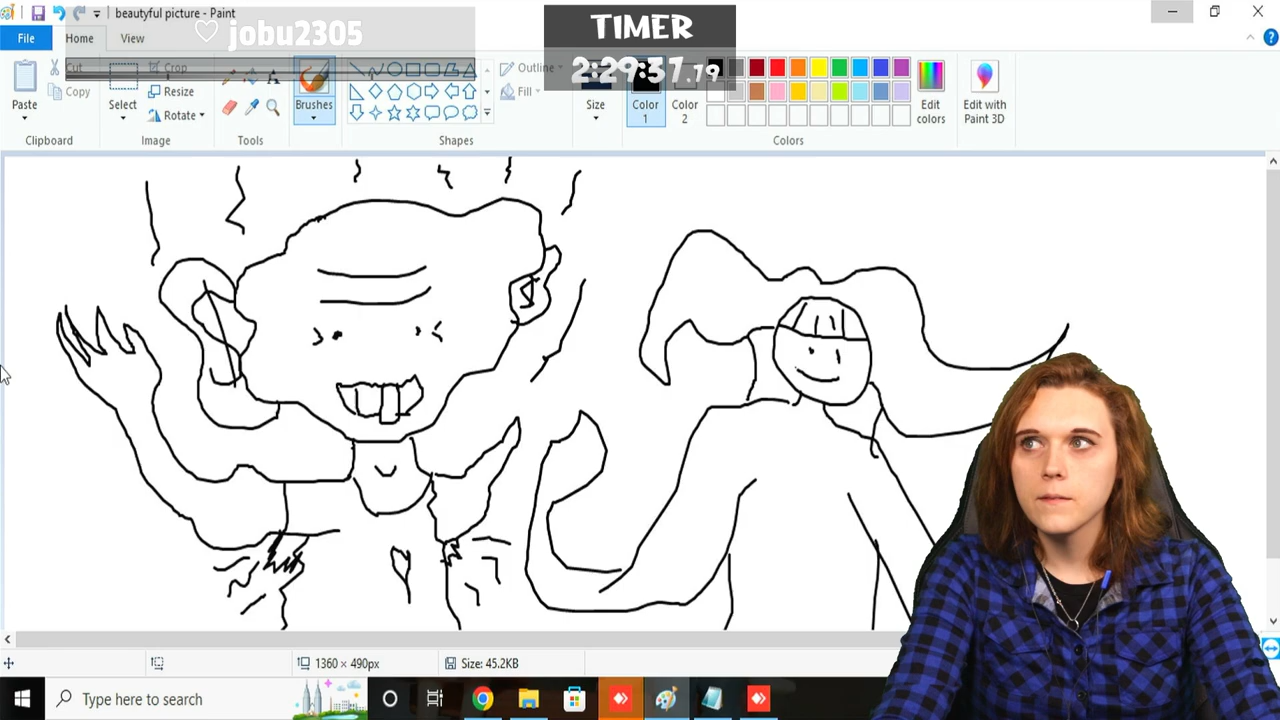 beautyful picture - Paint
jobu2305
TIMER
2:29:37.79
File
Home
View
Paste
Cut
Copy
Clipboard
Select
Crop
Resize
Rotate
Image
A
Tools
Brushes
Shapes
Outline
Fill
Size
Color 1
Color 2
Edit colors
Colors
Edit with Paint 3D
1360 × 490px
Size: 45.2KB
Type here to search